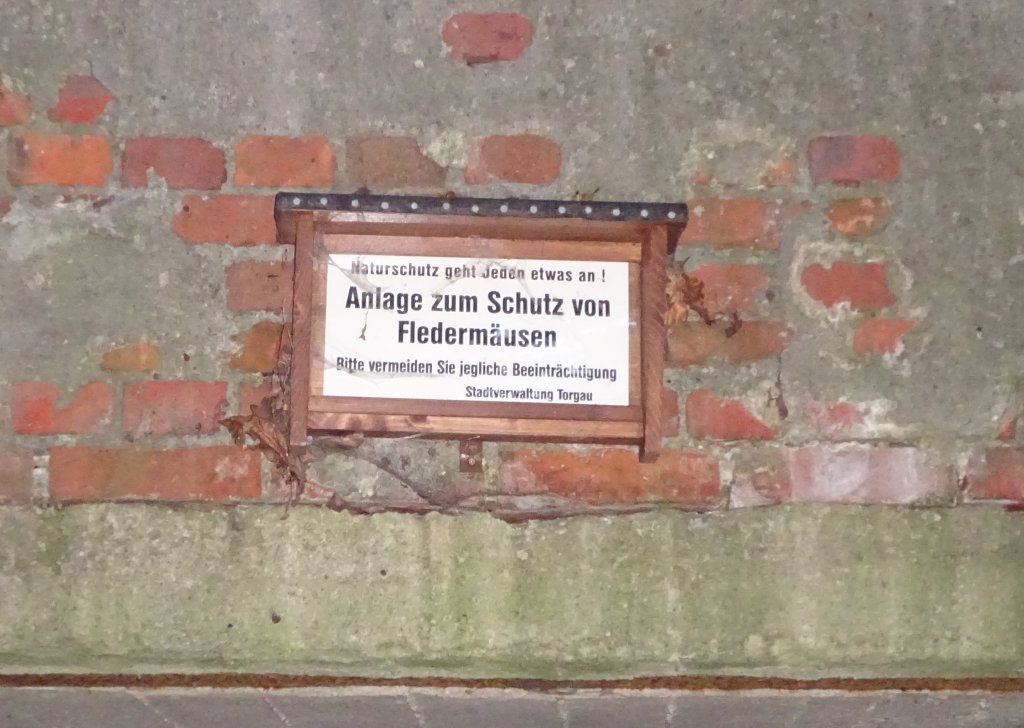 Naturschutz geht Jeden etwas an !
Anlage zum Schutz von
Fledermäusen
Bitte vermeiden Sie jegliche Beeinträchtigung
Stadtverwaltung Torgau